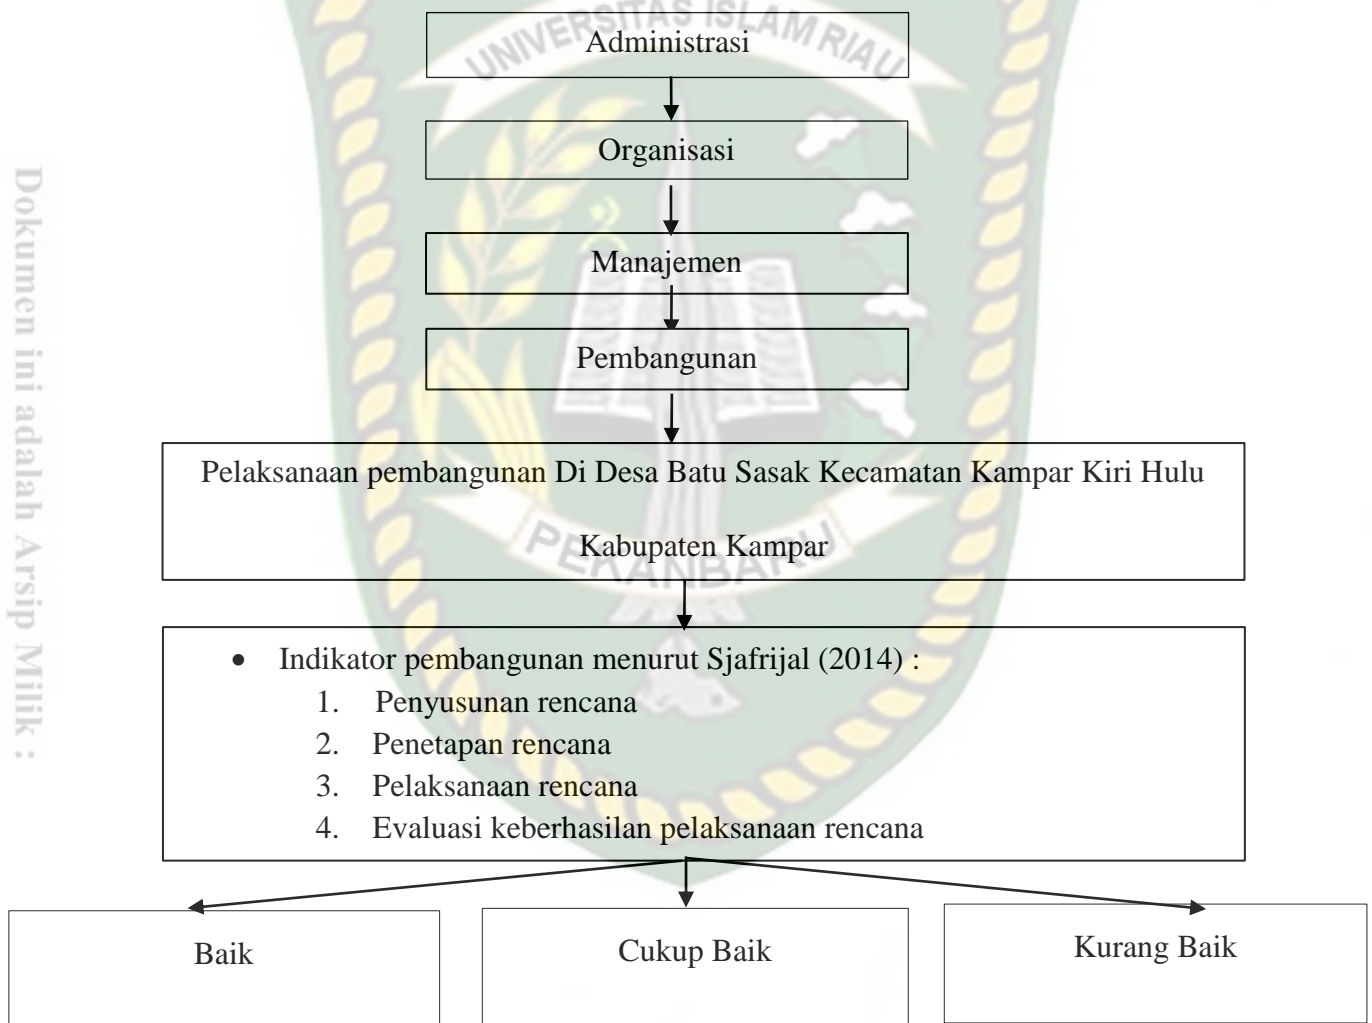 UNIVERSITAS ISLAM RIAU
Administrasi
Organisasi
Manajemen
Pembangunan
Pelaksanaan pembangunan Di Desa Batu Sasak Kecamatan Kampar Kiri Hulu
Kabupaten Kampar
PEKANBARU
• Indikator pembangunan menurut Sjafrijal (2014) :
1. Penyusunan rencana
2. Penetapan rencana
3. Pelaksanaan rencana
4. Evaluasi keberhasilan pelaksanaan rencana
Baik
Cukup Baik
Kurang Baik
Dokumen ini adalah Arsip Milik :